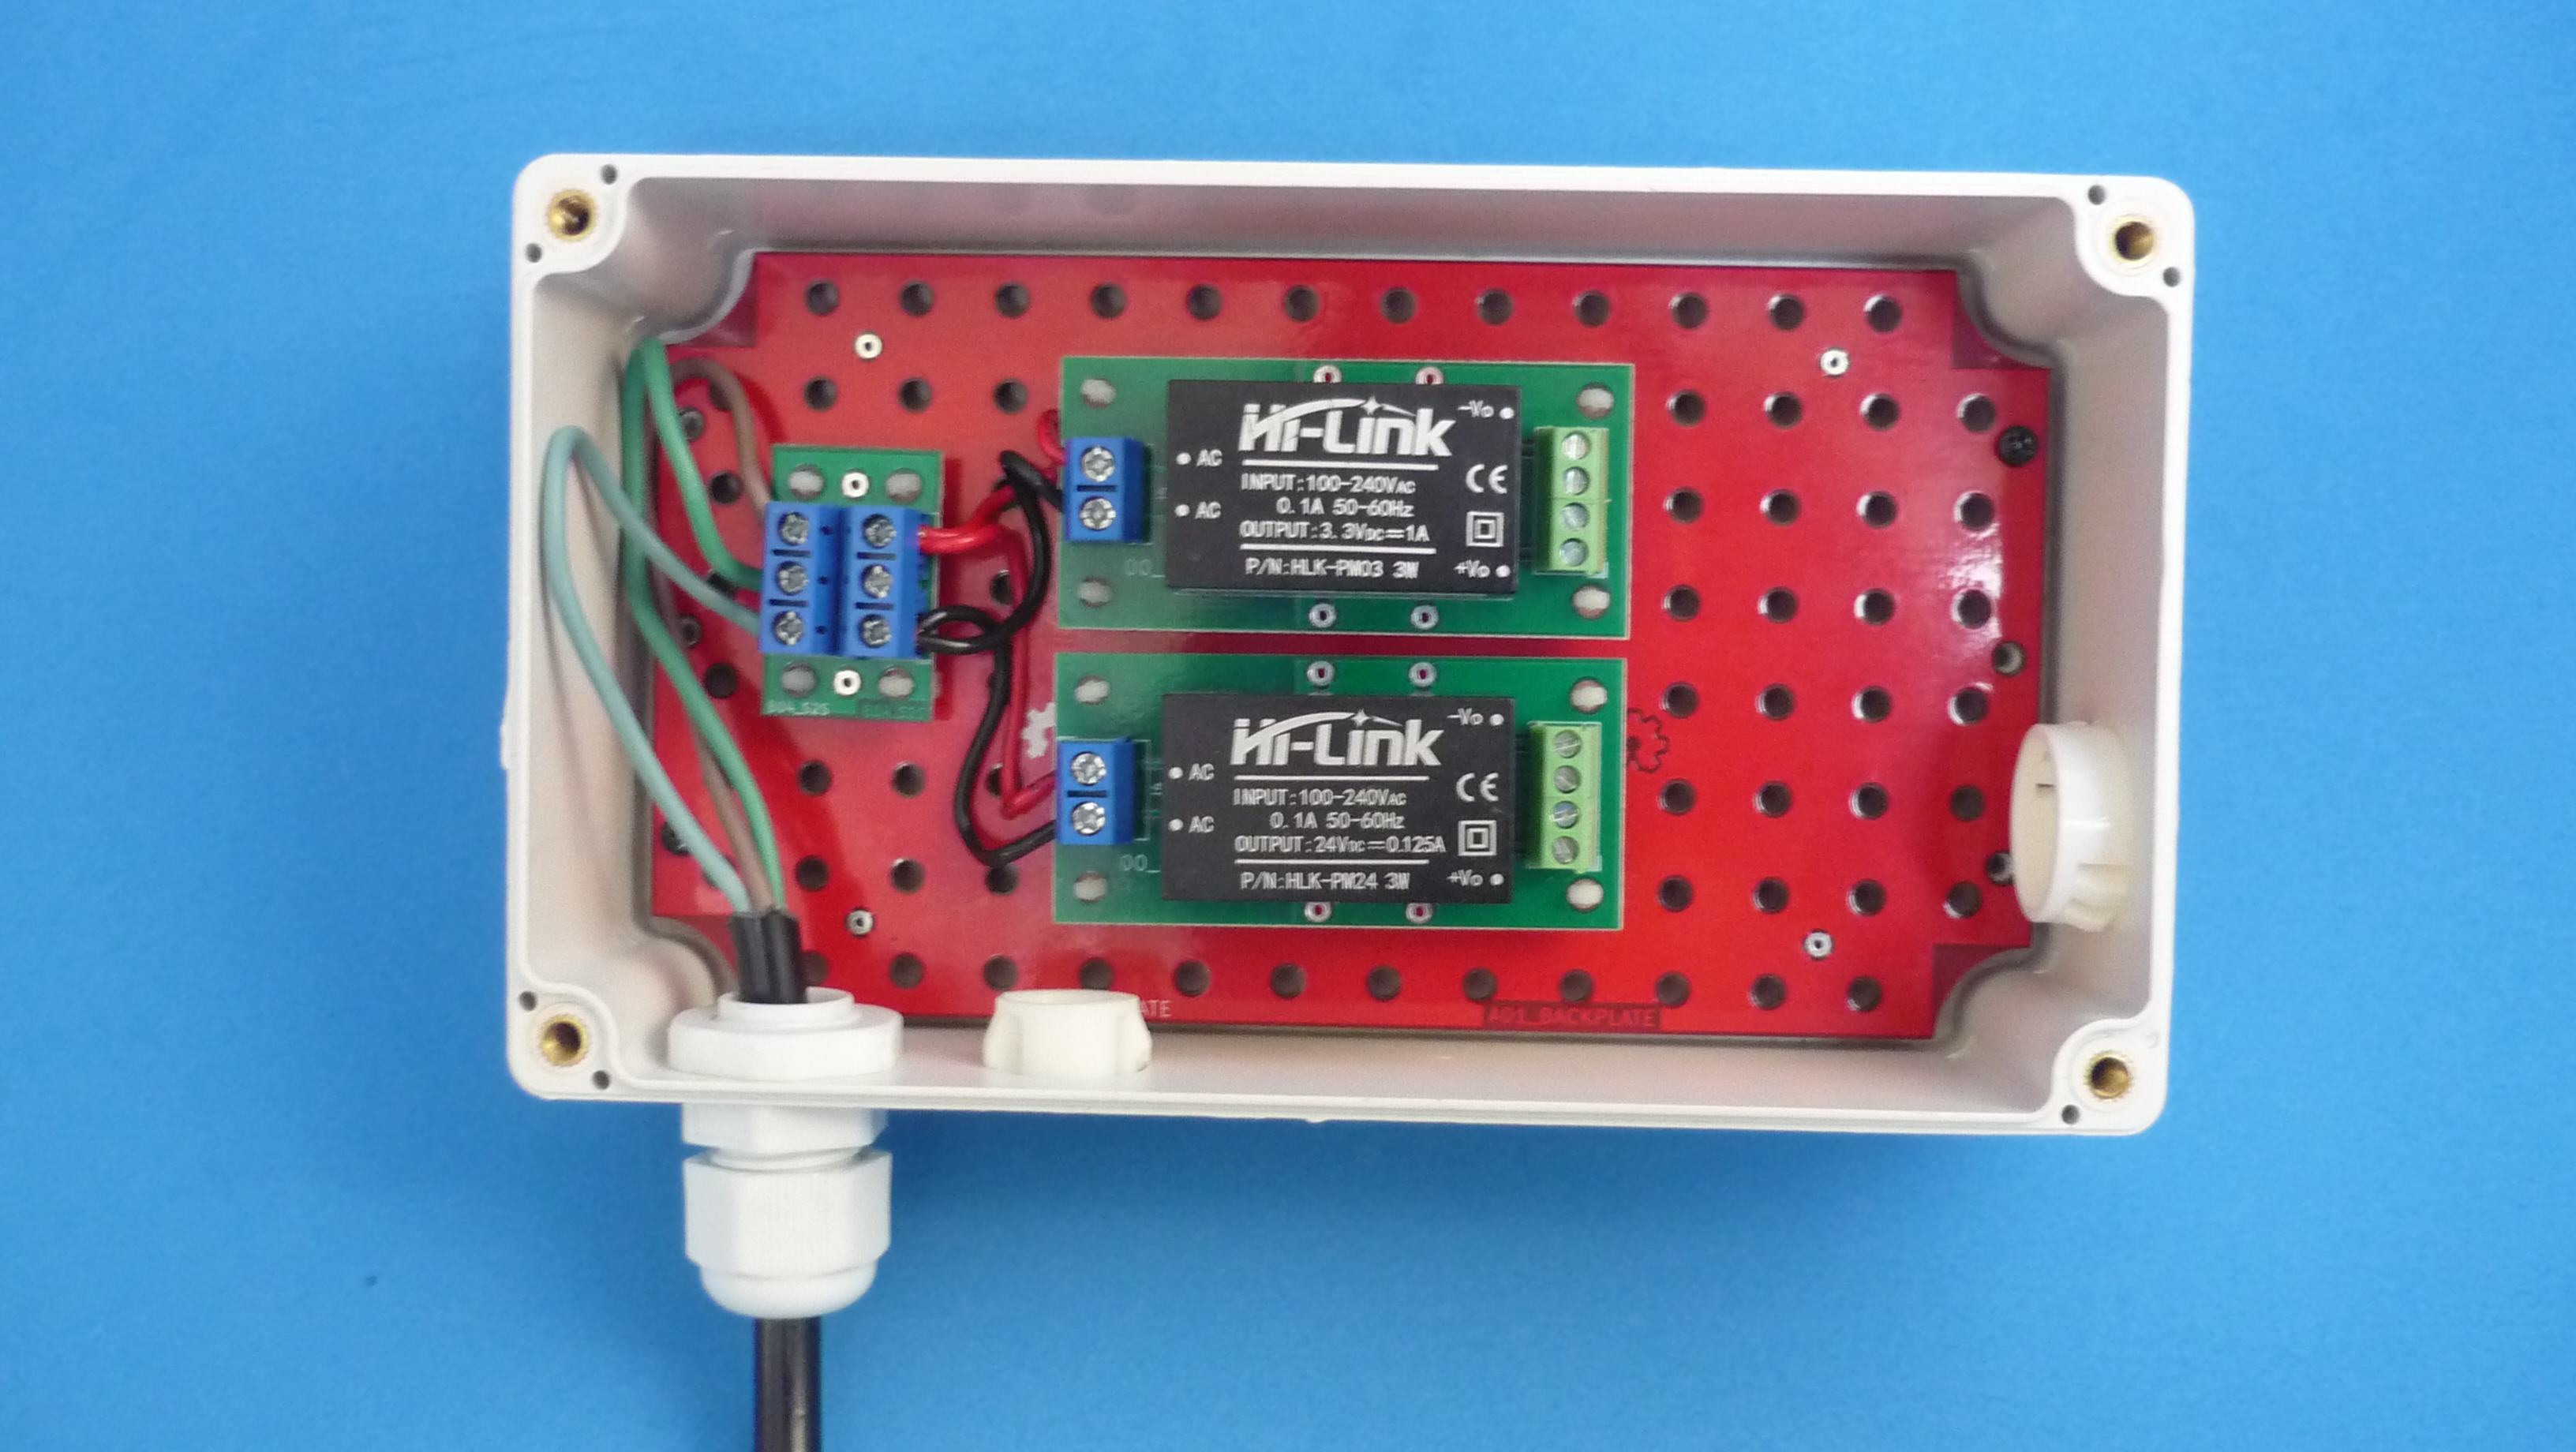 Hi-Link
-Vo
AC
AC
INPUT:100-240VAC
0.1A 50-60Hz
OUTPUT:3.3VDC=1A
P/N:HLK-PM03 3W
CE
+Vo
Hi-Link
-Vo
AC
AC
INPUT:100-240VAC
0.1A 50-60Hz
OUTPUT:24VDC=0.125A
P/N:HLK-PM24 3W
CE
+Vo
A01_BACKPLATE